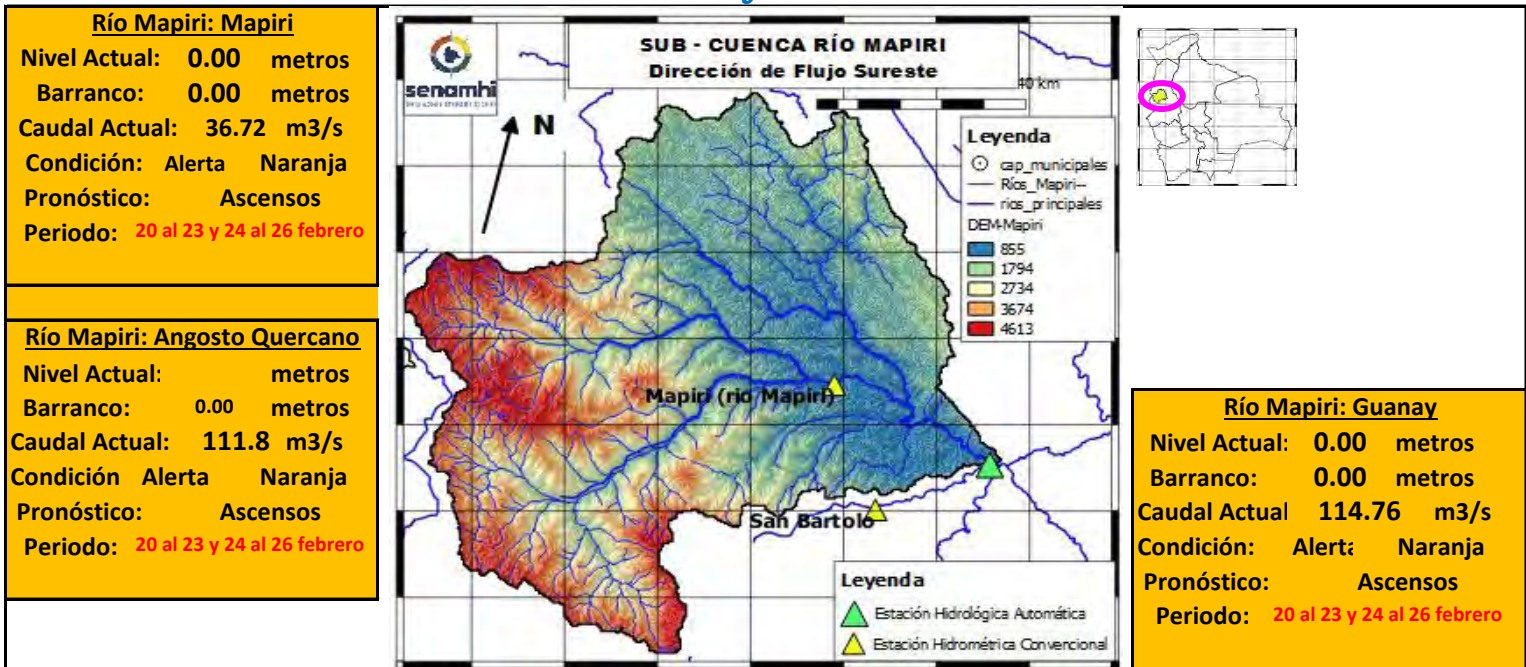 Río Mapiri: Mapiri
Nivel Actual: 0.00 metros
Barranco: 0.00 metros
Caudal Actual: 36.72 m3/s
Condición: Alerta Naranja
Pronóstico: Ascensos
Periodo: 20 al 23 y 24 al 26 febrero
Río Mapiri: Angosto Quercano
Nivel Actual: metros
Barranco: 0.00 metros
Caudal Actual: 111.8 m3/s
Condición Alerta Naranja
Pronóstico: Ascensos
Periodo: 20 al 23 y 24 al 26 febrero
senamhi
SUB - CUENCA RÍO MAPIRI
Dirección de Flujo Sureste
40 km
N
Leyenda
cap_municipales
Ríos_Mapiri--
rios_principales
DEM-Mapiri
855
1794
2734
3674
4613
Mapiri (rio Mapiri)
San Bartolo
Leyenda
Estación Hidrológica Automática
Estación Hidrométrica Convencional
Río Mapiri: Guanay
Nivel Actual: 0.00 metros
Barranco: 0.00 metros
Caudal Actual 114.76 m3/s
Condición: Alerta Naranja
Pronóstico: Ascensos
Periodo: 20 al 23 y 24 al 26 febrero